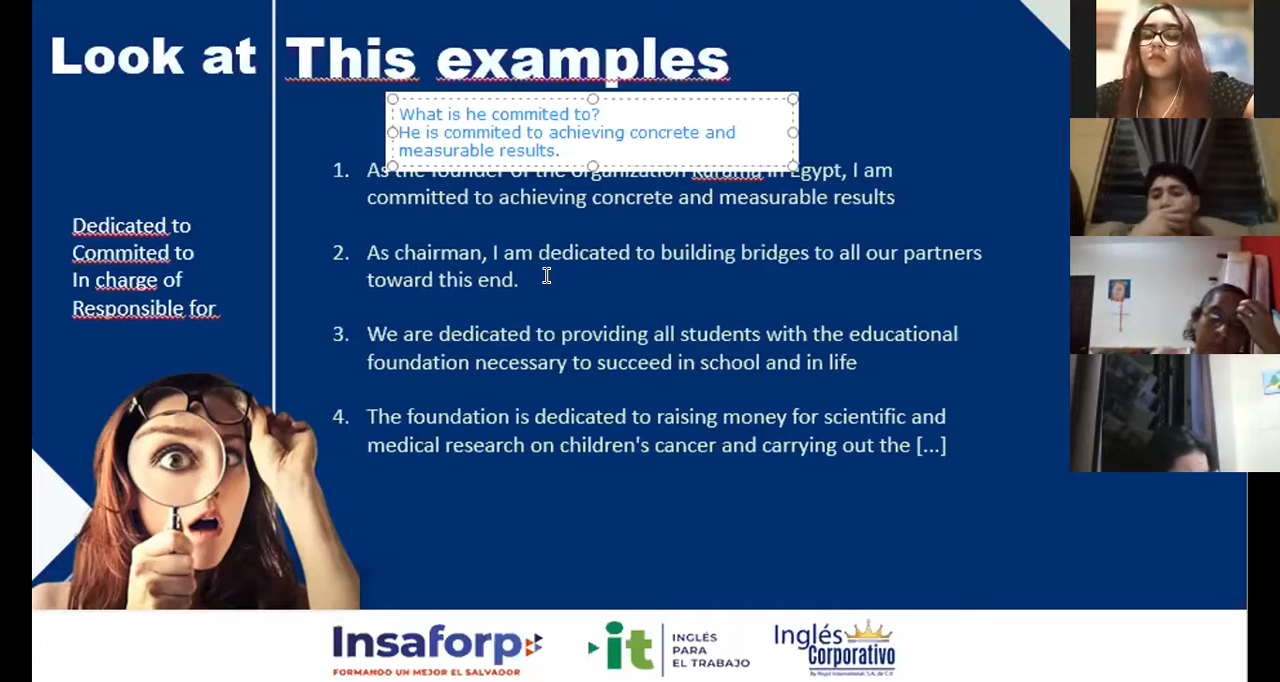 Look at This examples
What is he commited to?
He is commited to achieving concrete and
measurable results.
1. As the founder of the organization Karama in Egypt, I am
committed to achieving concrete and measurable results
Dedicated to
Commited to
In charge of
Responsible for
2. As chairman, I am dedicated to building bridges to all our partners
toward this end.
3. We are dedicated to providing all students with the educational
foundation necessary to succeed in school and in life
4. The foundation is dedicated to raising money for scientific and
medical research on children's cancer and carrying out the [...]
Insaforp
FORMANDO UN MEJOR EL SALVADOR
it
INGLÉS
PARA
EL TRABAJO
Inglés
Corporativo